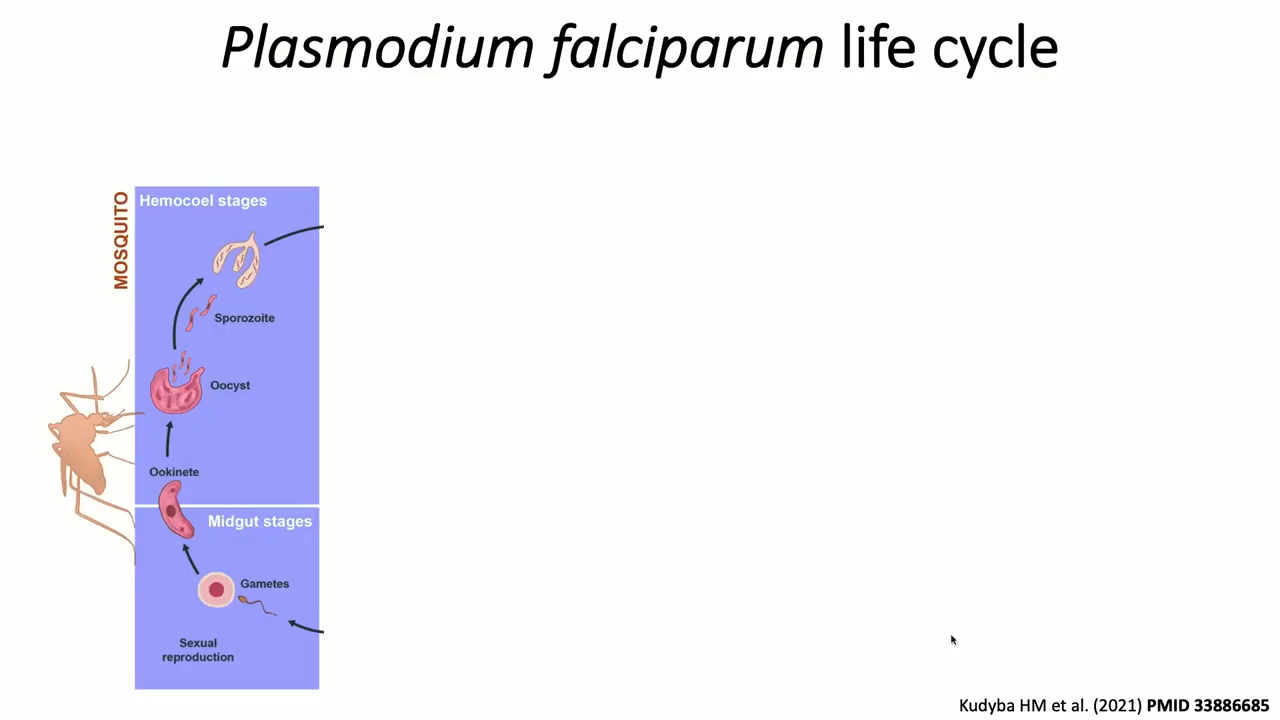 Plasmodium falciparum life cycle
MOSQUITO
Hemocoel stages
Sporozoite
Oocyst
Ookinete
Midgut stages
Gametes
Sexual
reproduction
Kudyba HM et al. (2021) PMID 33886685